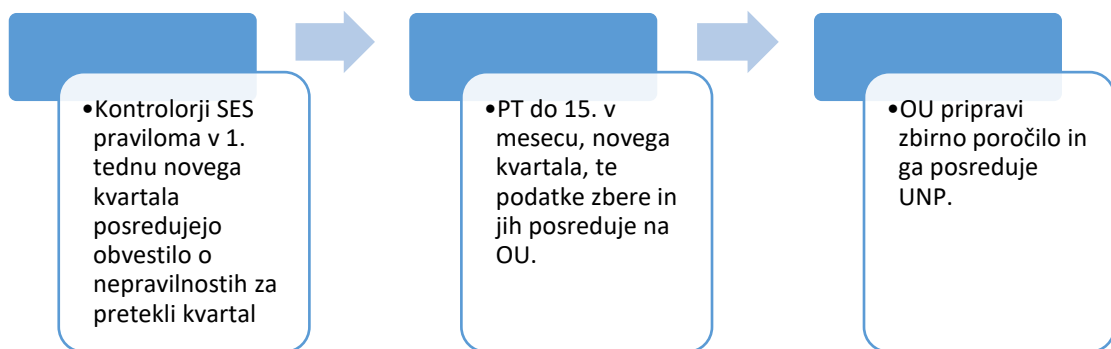 •Kontrolorji SES
praviloma v 1.
tednu novega
kvartala
posredujejo
obvestilo o
nepravilnostih za
pretekli kvartal
•PT do 15. v
mesecu, novega
kvartala, te
podatke zbere in
jih posreduje na
OU.
•OU pripravi
zbirno poročilo in
ga posreduje
UNP.